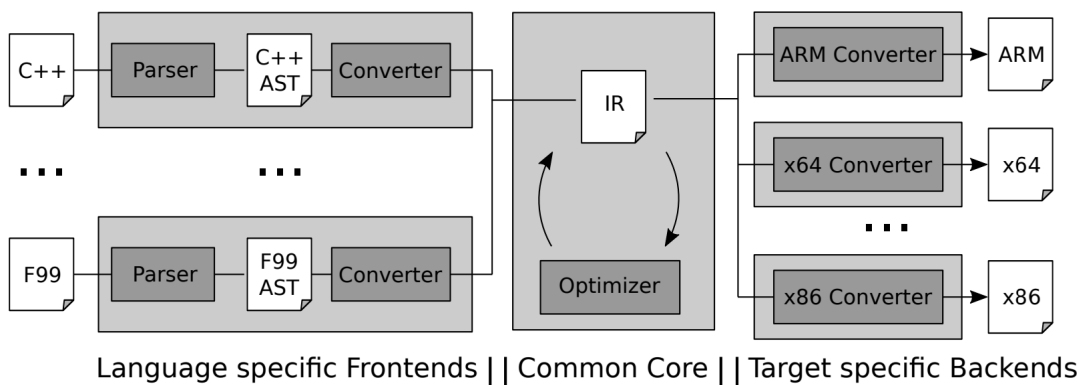 C++
Parser
C++
AST
Converter
IR
ARM Converter
ARM
...
...
x64 Converter
x64
...
F99
Parser
F99
AST
Converter
Optimizer
x86 Converter
x86
Language specific Frontends || Common Core || Target specific Backends